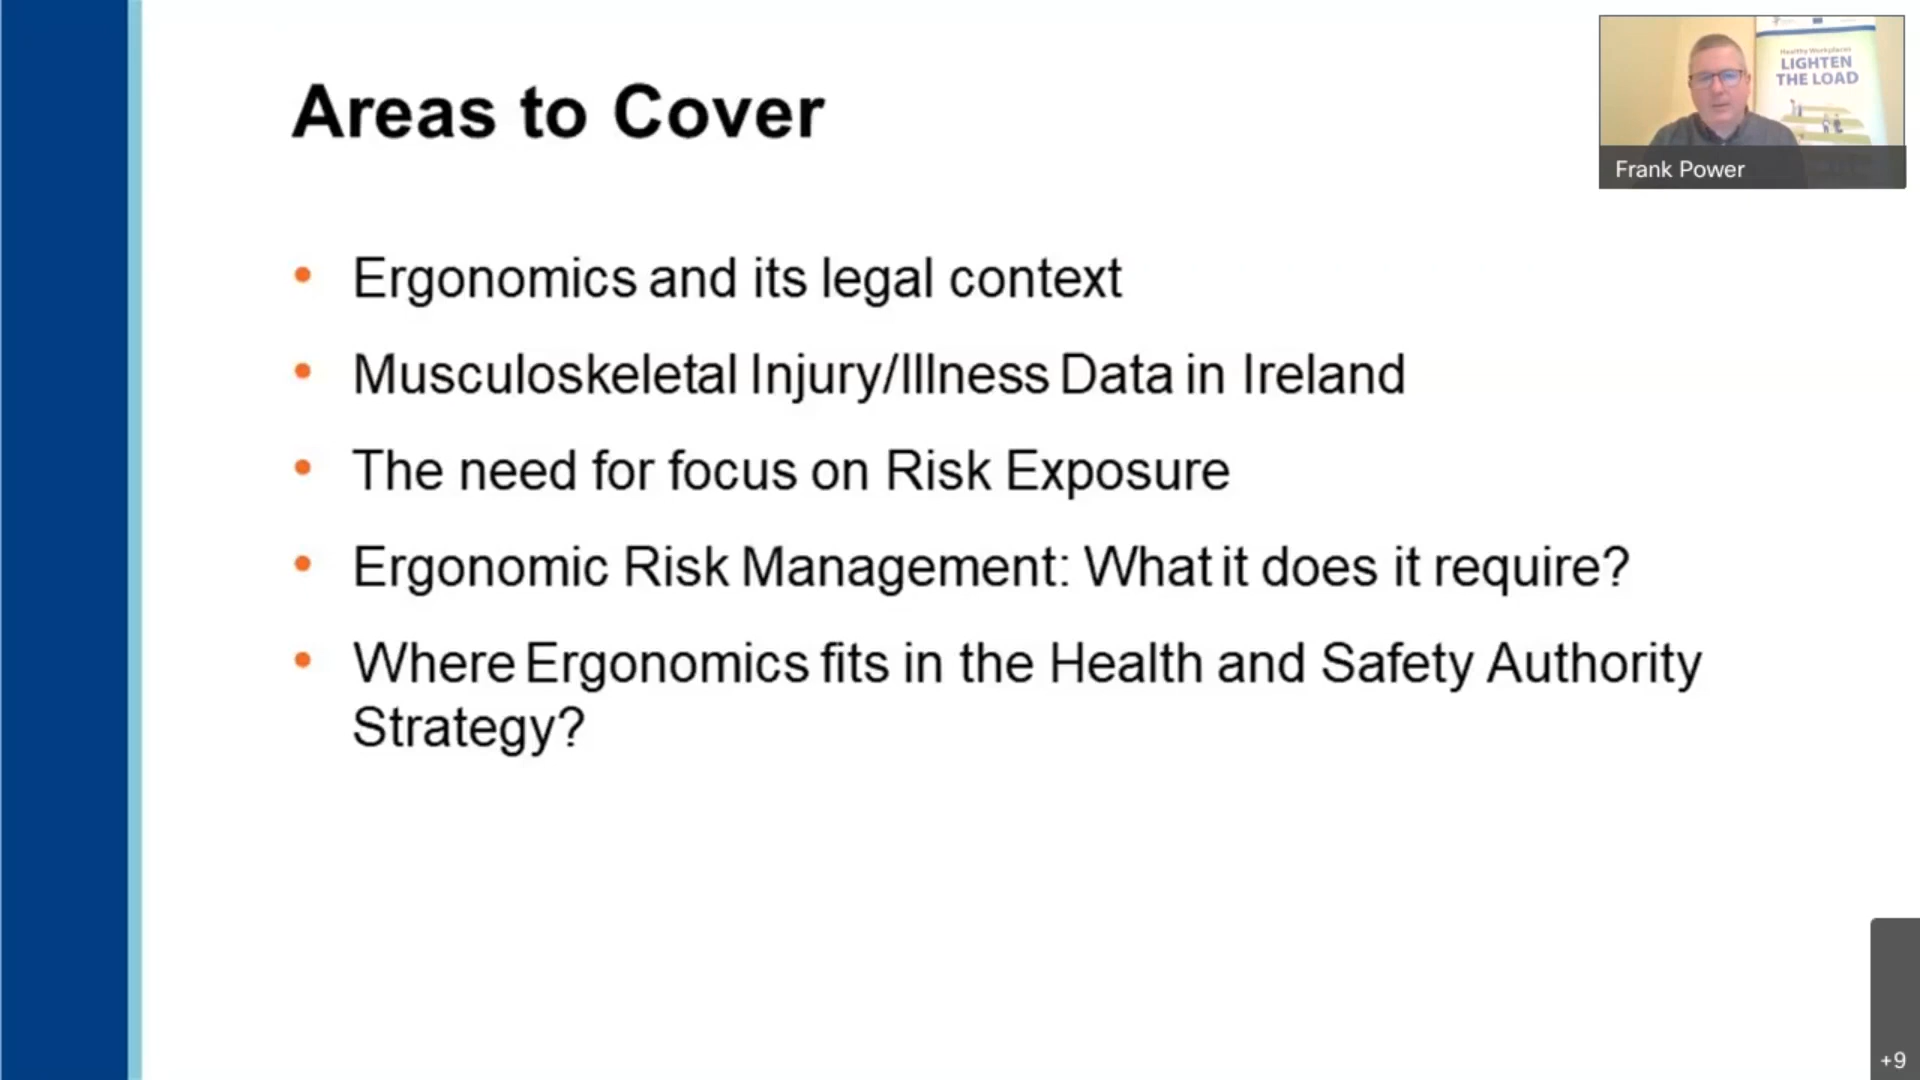 Areas to Cover
Healthy Workplaces
LIGHTEN
THE LOAD
Frank Power
• Ergonomics and its legal context
• Musculoskeletal Injury/Illness Data in Ireland
• The need for focus on Risk Exposure
• Ergonomic Risk Management: What it does it require?
• Where Ergonomics fits in the Health and Safety Authority
Strategy?
+9